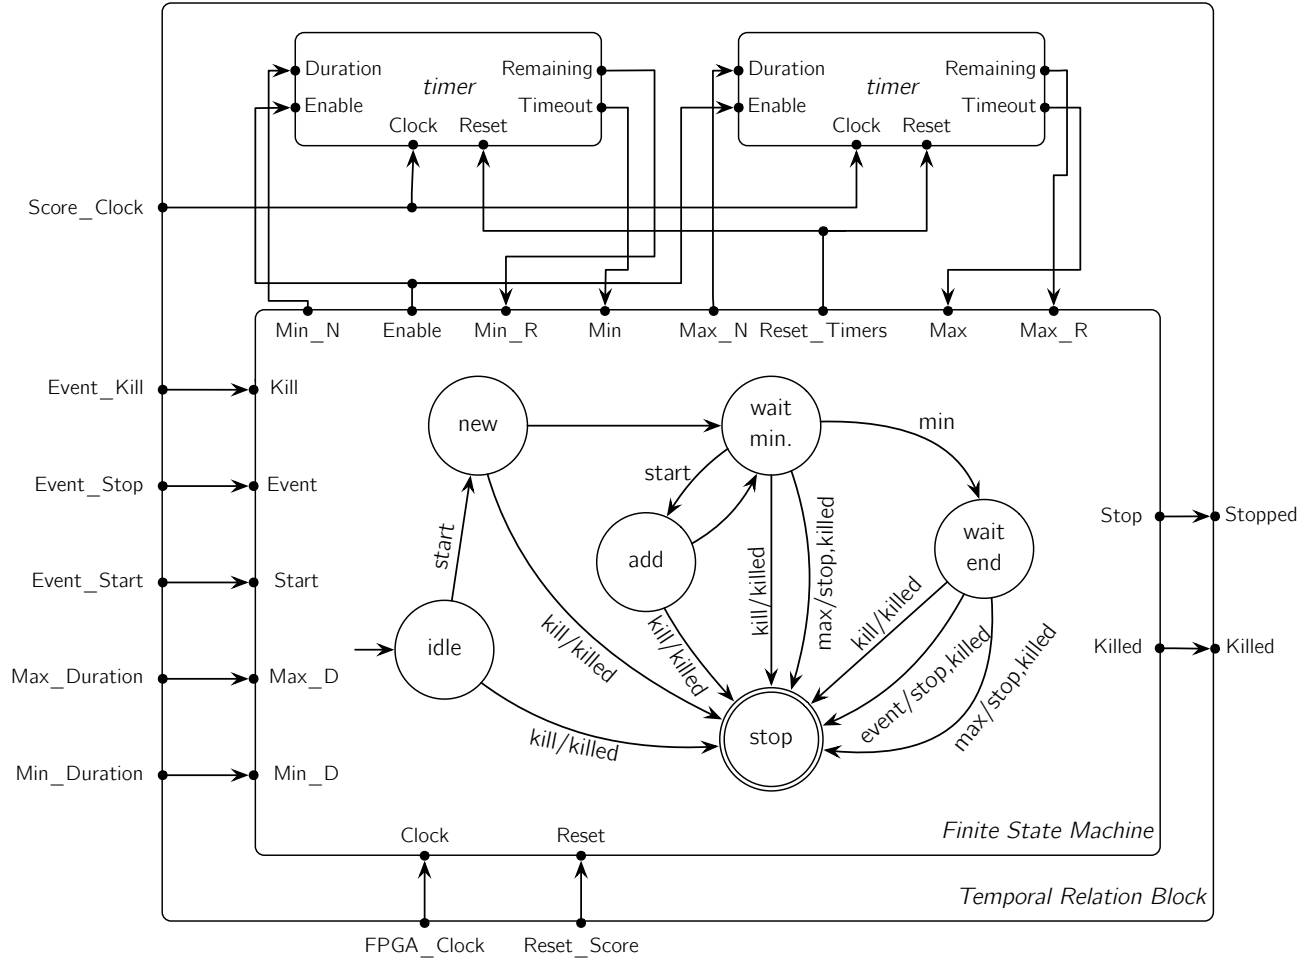 Duration
timer
Remaining
Enable
Timeout
Clock
Reset
Duration
timer
Remaining
Enable
Timeout
Clock
Reset
Score_Clock
Min_N
Enable
Min_R
Min
Max_N
Reset_Timers
Max
Max_R
Event_Kill
Kill
Event_Stop
Event
Event_Start
Start
Max_Duration
Max_D
Min_Duration
Min_D
new
wait
min.
min
start
start
add
wait
end
idle
kill/killed
kill/killed
kill/killed
kill/killed
max/stop,killed
kill/killed
event/stop,killed
max/stop,killed
stop
Stop
Stopped
Killed
Killed
Clock
Reset
Finite State Machine
Temporal Relation Block
FPGA_Clock
Reset_Score